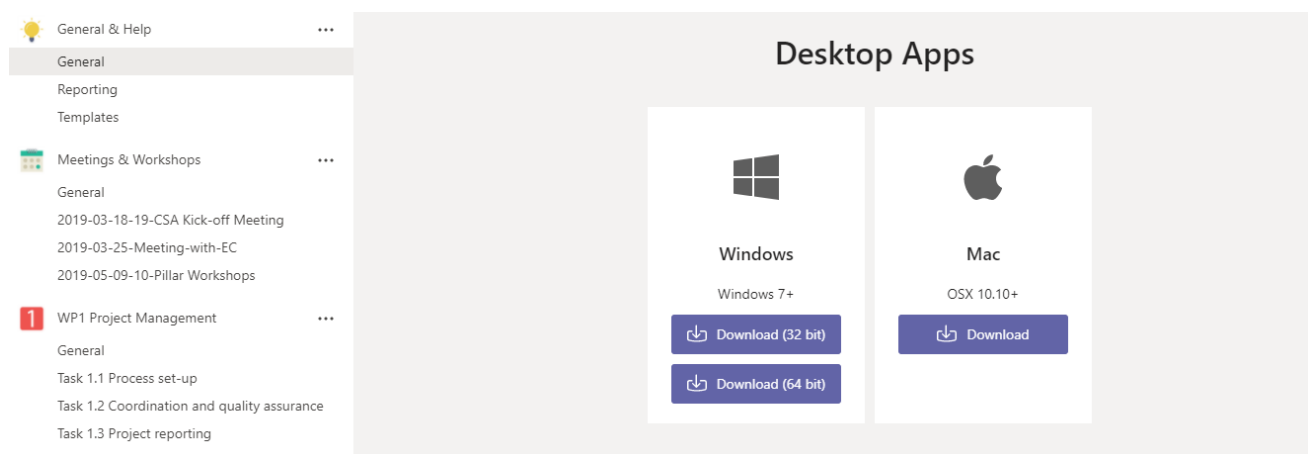 General & Help
General
Reporting
Templates
Meetings & Workshops
General
2019-03-18-19-CSA Kick-off Meeting
2019-03-25-Meeting-with-EC
2019-05-09-10-Pillar Workshops
1 WP1 Project Management
General
Task 1.1 Process set-up
Task 1.2 Coordination and quality assurance
Task 1.3 Project reporting
Desktop Apps
Windows
Windows 7+
Download (32 bit)
Download (64 bit)
Mac
OSX 10.10+
Download